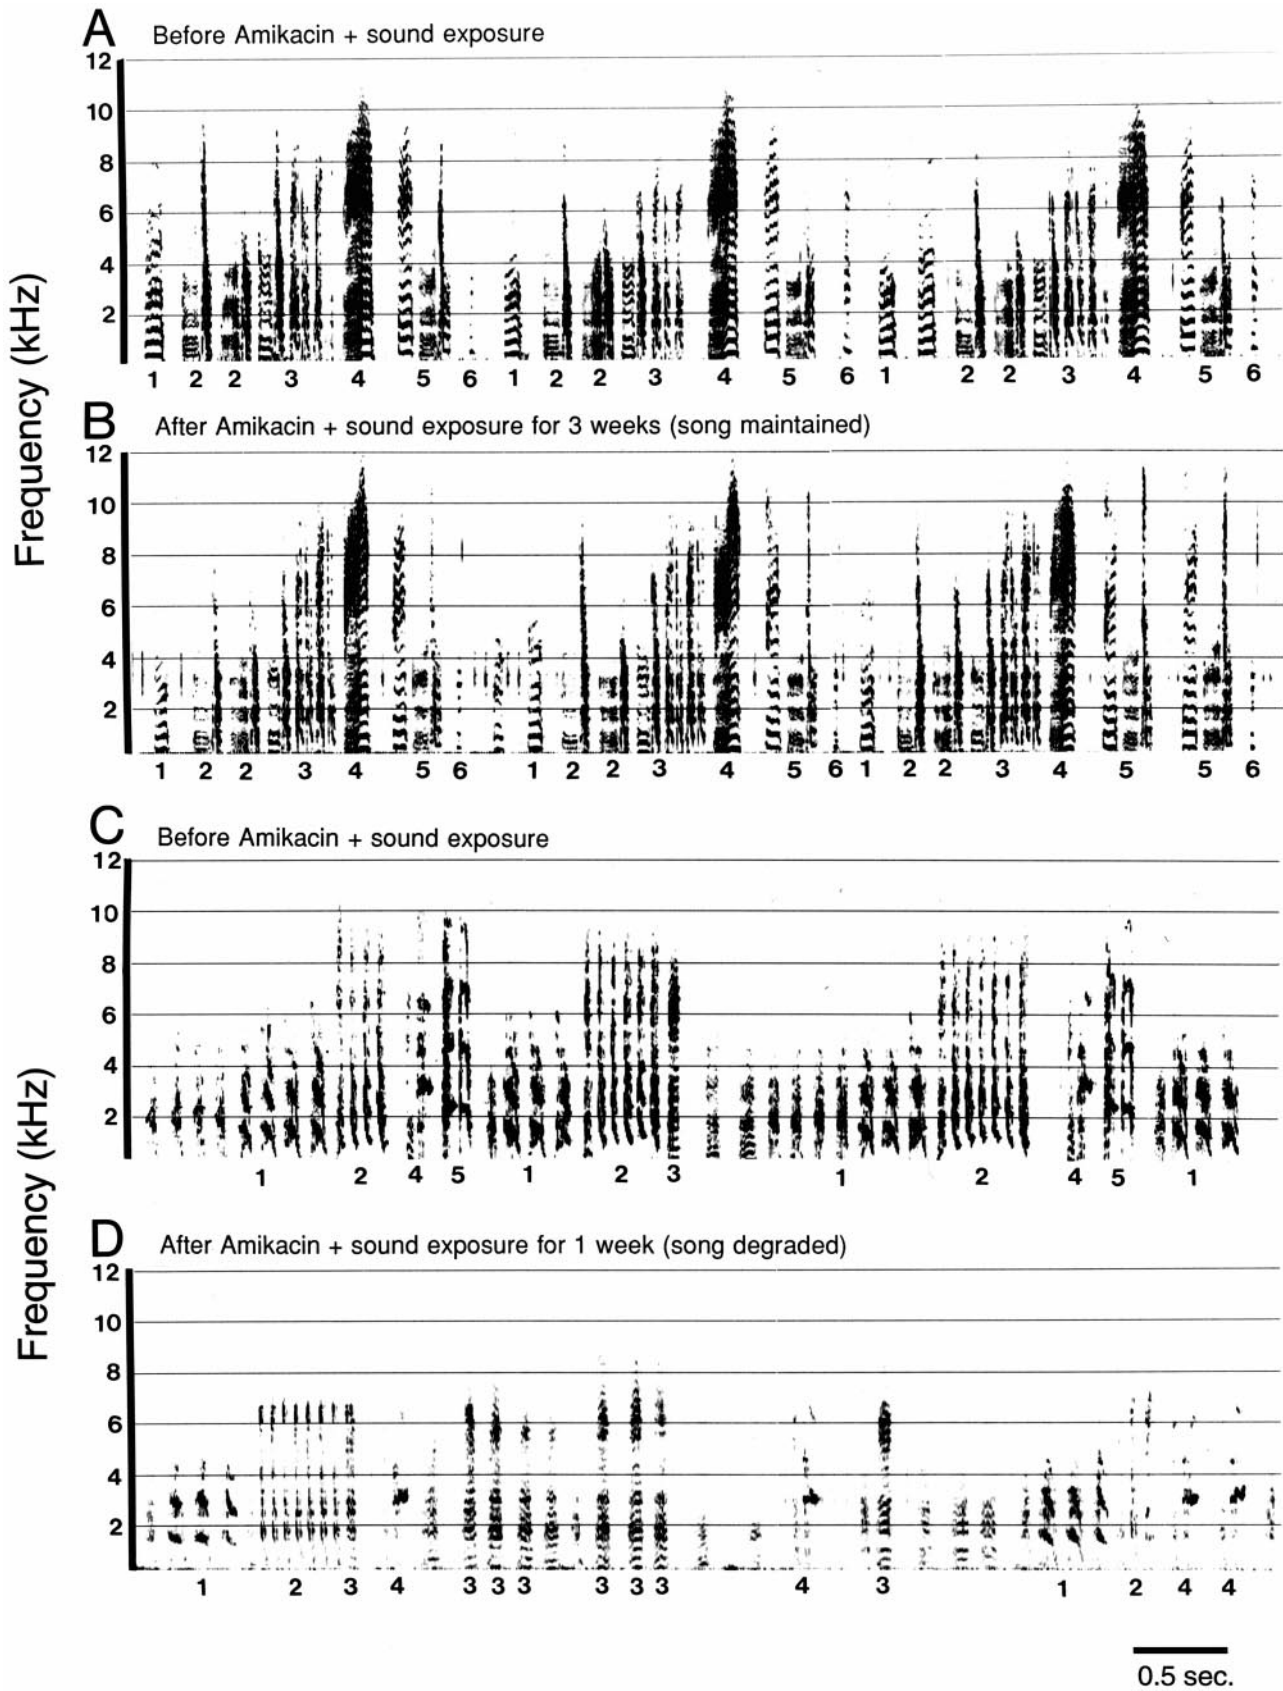 A Before Amikacin + sound exposure
12
10
8
6
4
2
1 2 2 3 4 5 6 1 2 2 3 4 5 6 1 2 2 3 4 5 6
Frequency (kHz)
B After Amikacin + sound exposure for 3 weeks (song maintained)
12
10
8
6
4
2
1 2 2 3 4 5 6 1 2 2 3 4 5 6 1 2 2 3 4 5 5 6
C Before Amikacin + sound exposure
12
10
8
6
4
2
1 2 4 5 1 2 3 1 2 4 5 1
Frequency (kHz)
D After Amikacin + sound exposure for 1 week (song degraded)
12
10
8
6
4
2
1 2 3 4 3 3 3 3 3 3 4 3 1 2 4 4
0.5 sec.